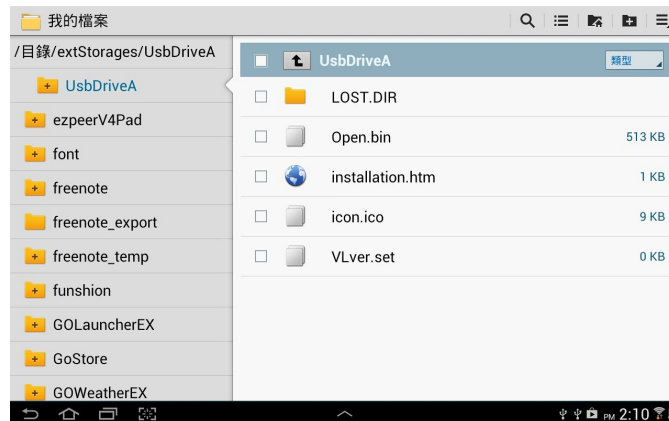 我的檔案
/目錄/extStorages/UsbDriveA
UsbDriveA
ezpeerV4Pad
font
freenote
freenote_export
freenote_temp
funshion
GOLauncherEX
GoStore
GOWeatherEX
UsbDriveA 類型
LOST.DIR
Open.bin 513 KB
installation.htm 1 KB
icon.ico 9 KB
VLver.set 0 KB
PM 2:10